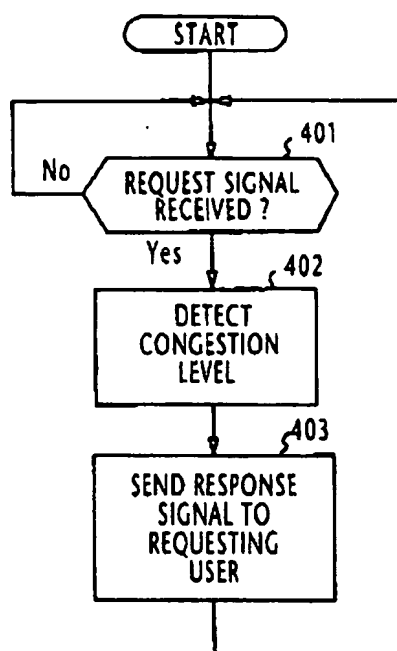 START
401
No
REQUEST SIGNAL
RECEIVED ?
Yes
402
DETECT
CONGESTION
LEVEL
403
SEND RESPONSE
SIGNAL TO
REQUESTING
USER